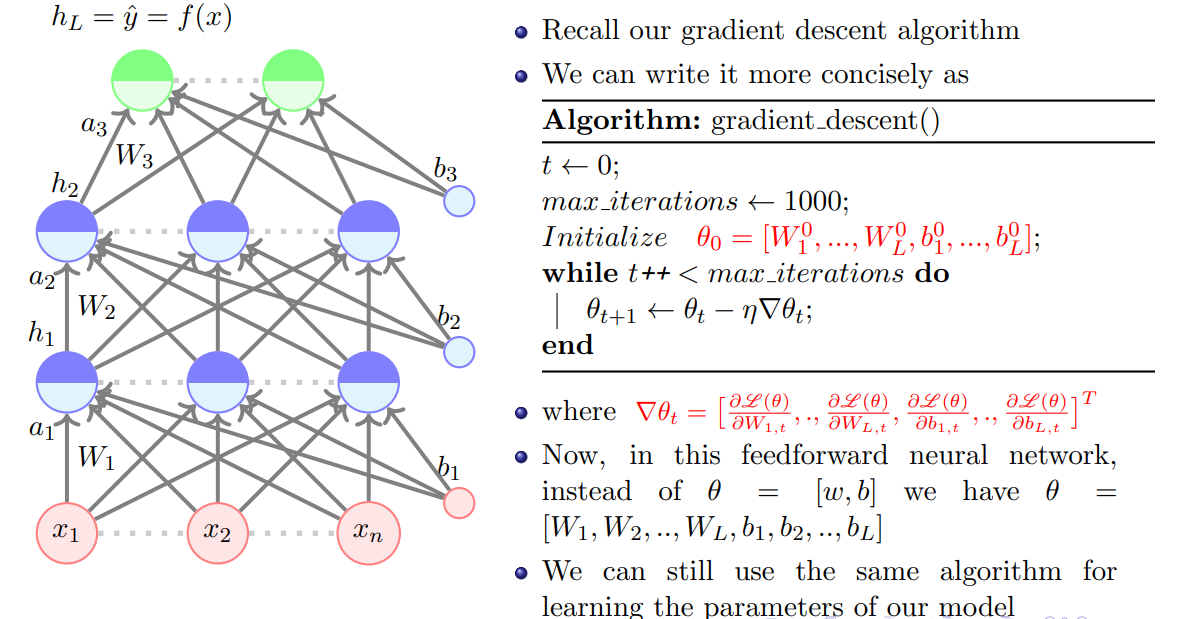 h_L = ŷ = f(x)
a_3
W_3
h_2
b_3
a_2
W_2
h_1
b_2
a_1
W_1
b_1
x_1 x_2 x_n
Recall our gradient descent algorithm
We can write it more concisely as
Algorithm: gradient_descent()
t ← 0;
max_iterations ← 1000;
Initialize θ_0 = [W_1^0, ..., W_L^0, b_1^0, ..., b_L^0];
while t++ < max_iterations do
θ_{t+1} ← θ_t − η∇θ_t;
end
where ∇θ_t = [∂ℒ(θ)/∂W_{1,t}, ., ∂ℒ(θ)/∂W_{L,t}, ∂ℒ(θ)/∂b_{1,t}, ., ∂ℒ(θ)/∂b_{L,t}]^T
Now, in this feedforward neural network,
instead of θ = [w, b] we have θ =
[W_1, W_2, .., W_L, b_1, b_2, .., b_L]
We can still use the same algorithm for
learning the parameters of our model